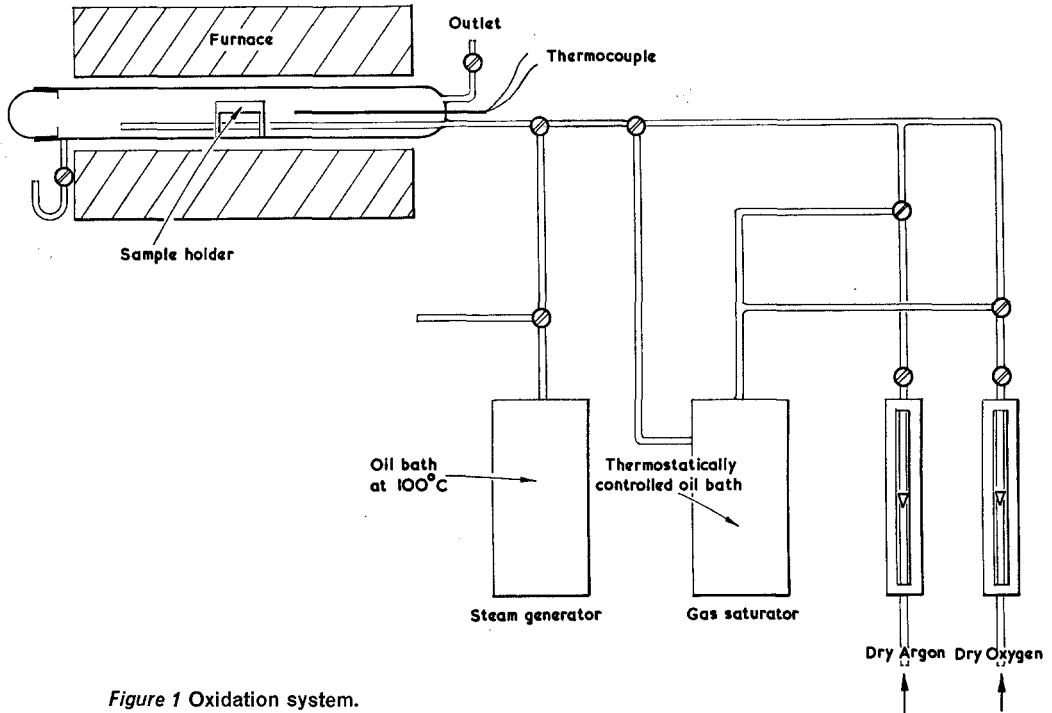 Outlet
Furnace
Thermocouple
Sample holder
Oil bath
at 100°C
Thermostatically
controlled oil bath
Steam generator
Gas saturator
Dry Argon
Dry Oxygen
Figure 1 Oxidation system.